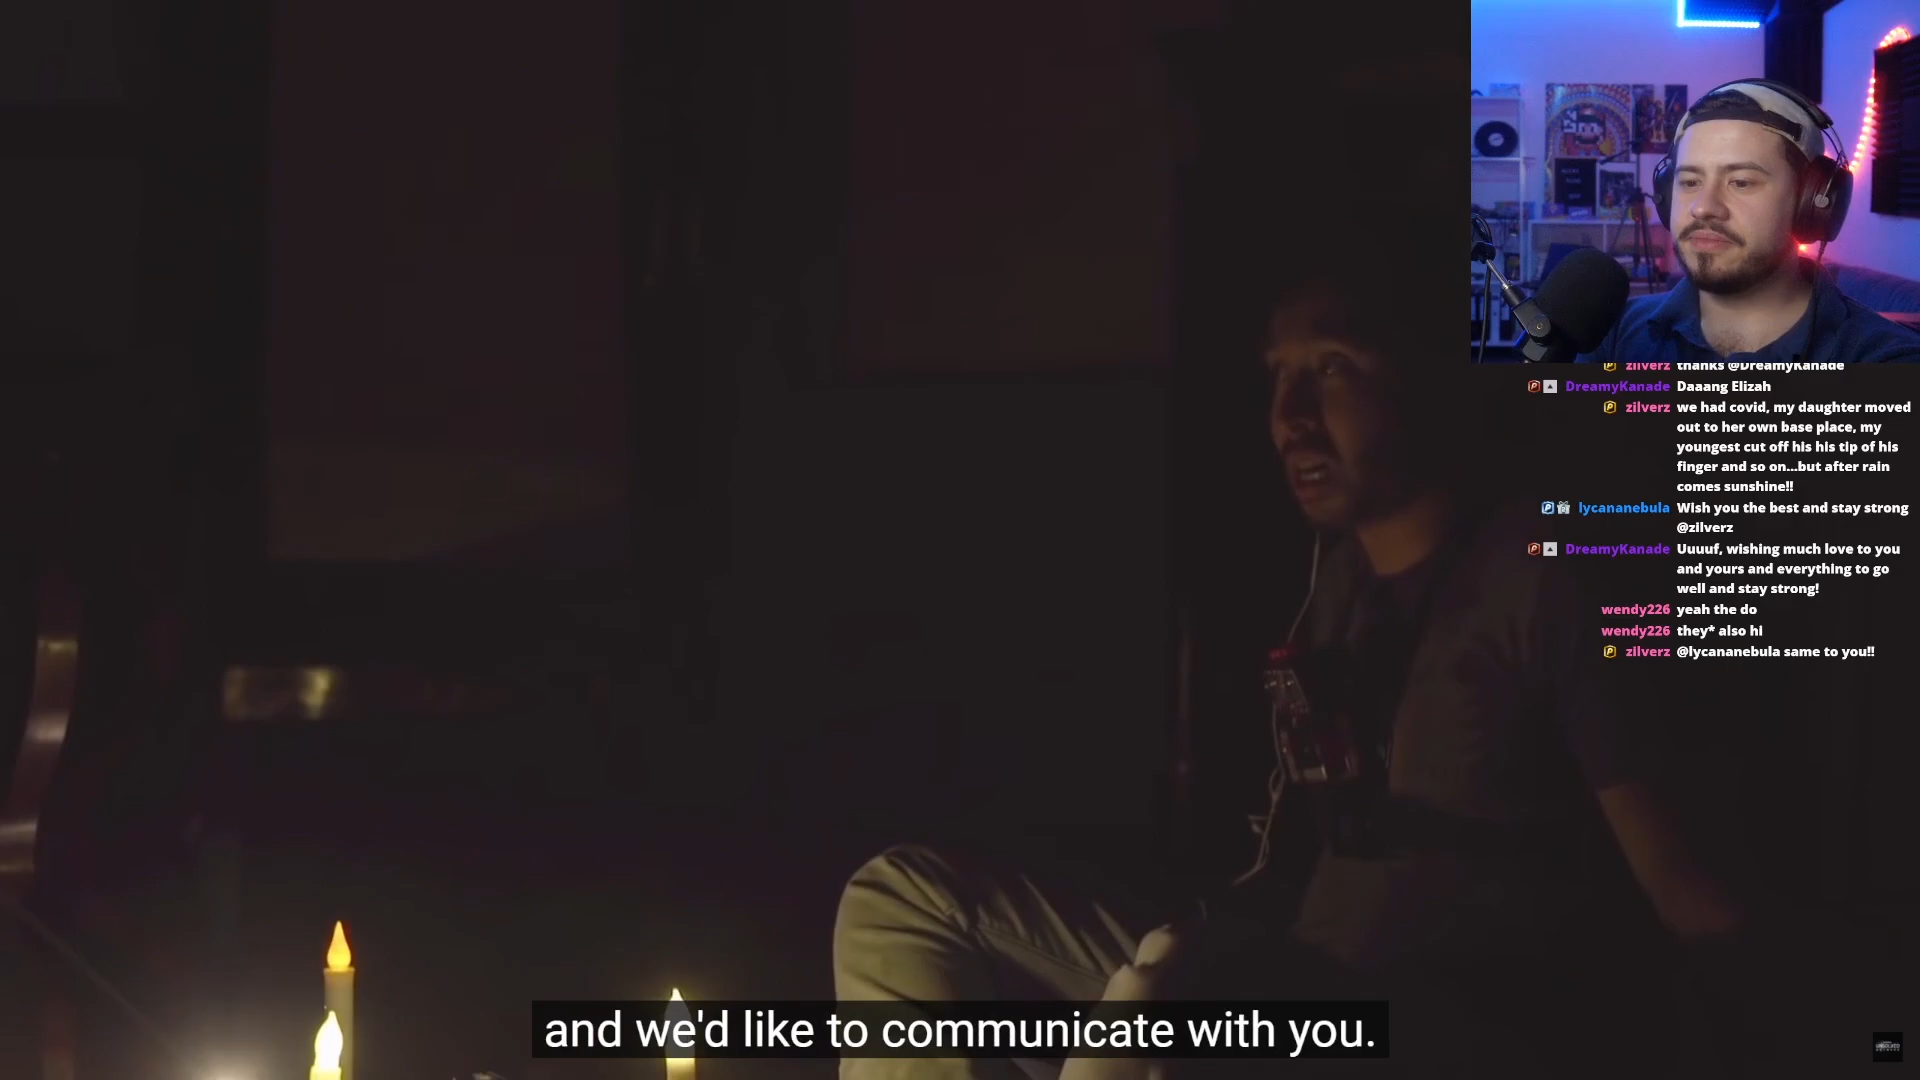 zilverz thanks @DreamyKanade
DreamyKanade Daaang Elizah
zilverz we had covid, my daughter moved
out to her own base place, my
youngest cut off his his tip of his
finger and so on...but after rain
comes sunshine!!
lycananebula Wish you the best and stay strong
@zilverz
DreamyKanade Uuuuf, wishing much love to you
and yours and everything to go
well and stay strong!
wendy226 yeah the do
wendy226 they* also hi
zilverz @lycananebula same to you!!
and we'd like to communicate with you.